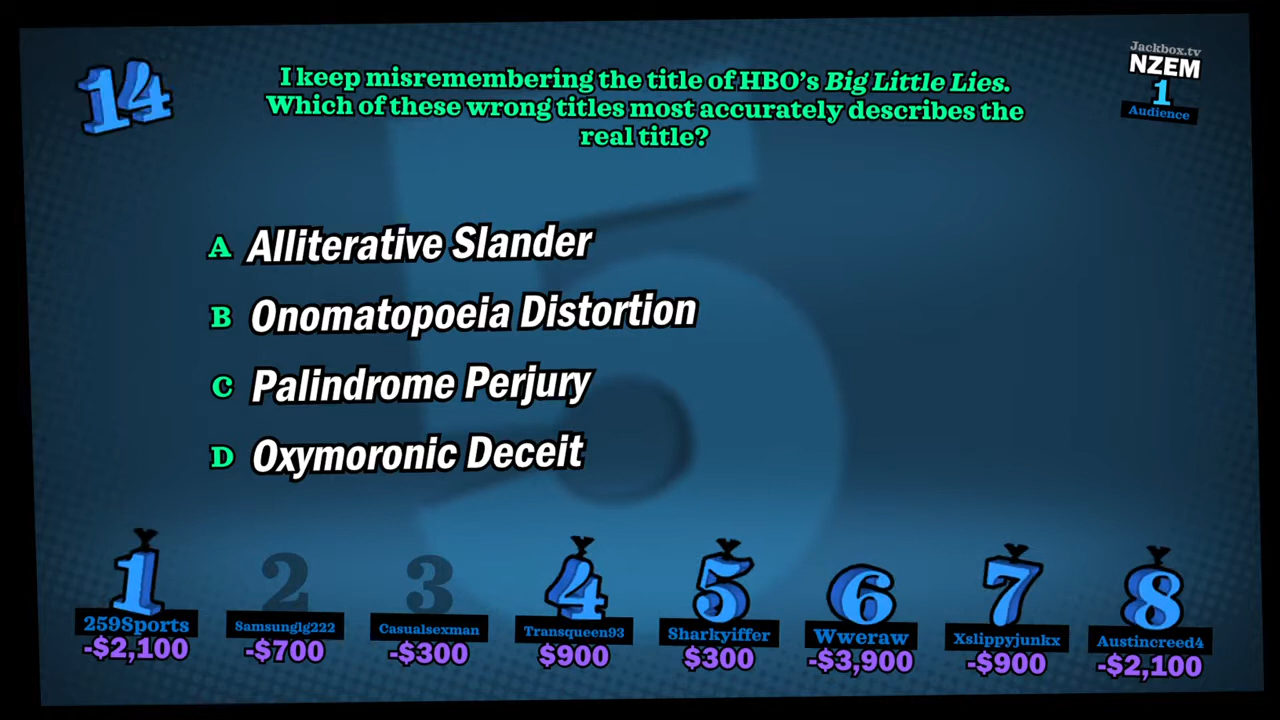 14
I keep misremembering the title of HBO's Big Little Lies.
Which of these wrong titles most accurately describes the
real title?
Jackbox.tv
NZEM
1
Audience
A Alliterative Slander
B Onomatopoeia Distortion
C Palindrome Perjury
D Oxymoronic Deceit
5
1 2 3 4 5 6 7 8
259Sports Samsunglg222 Casualsexman Transqueen93 Sharkyiffer Wweraw Xslippyjunkx Austincreed4
-$2,100 -$700 -$300 $900 $300 -$3,900 -$900 -$2,100